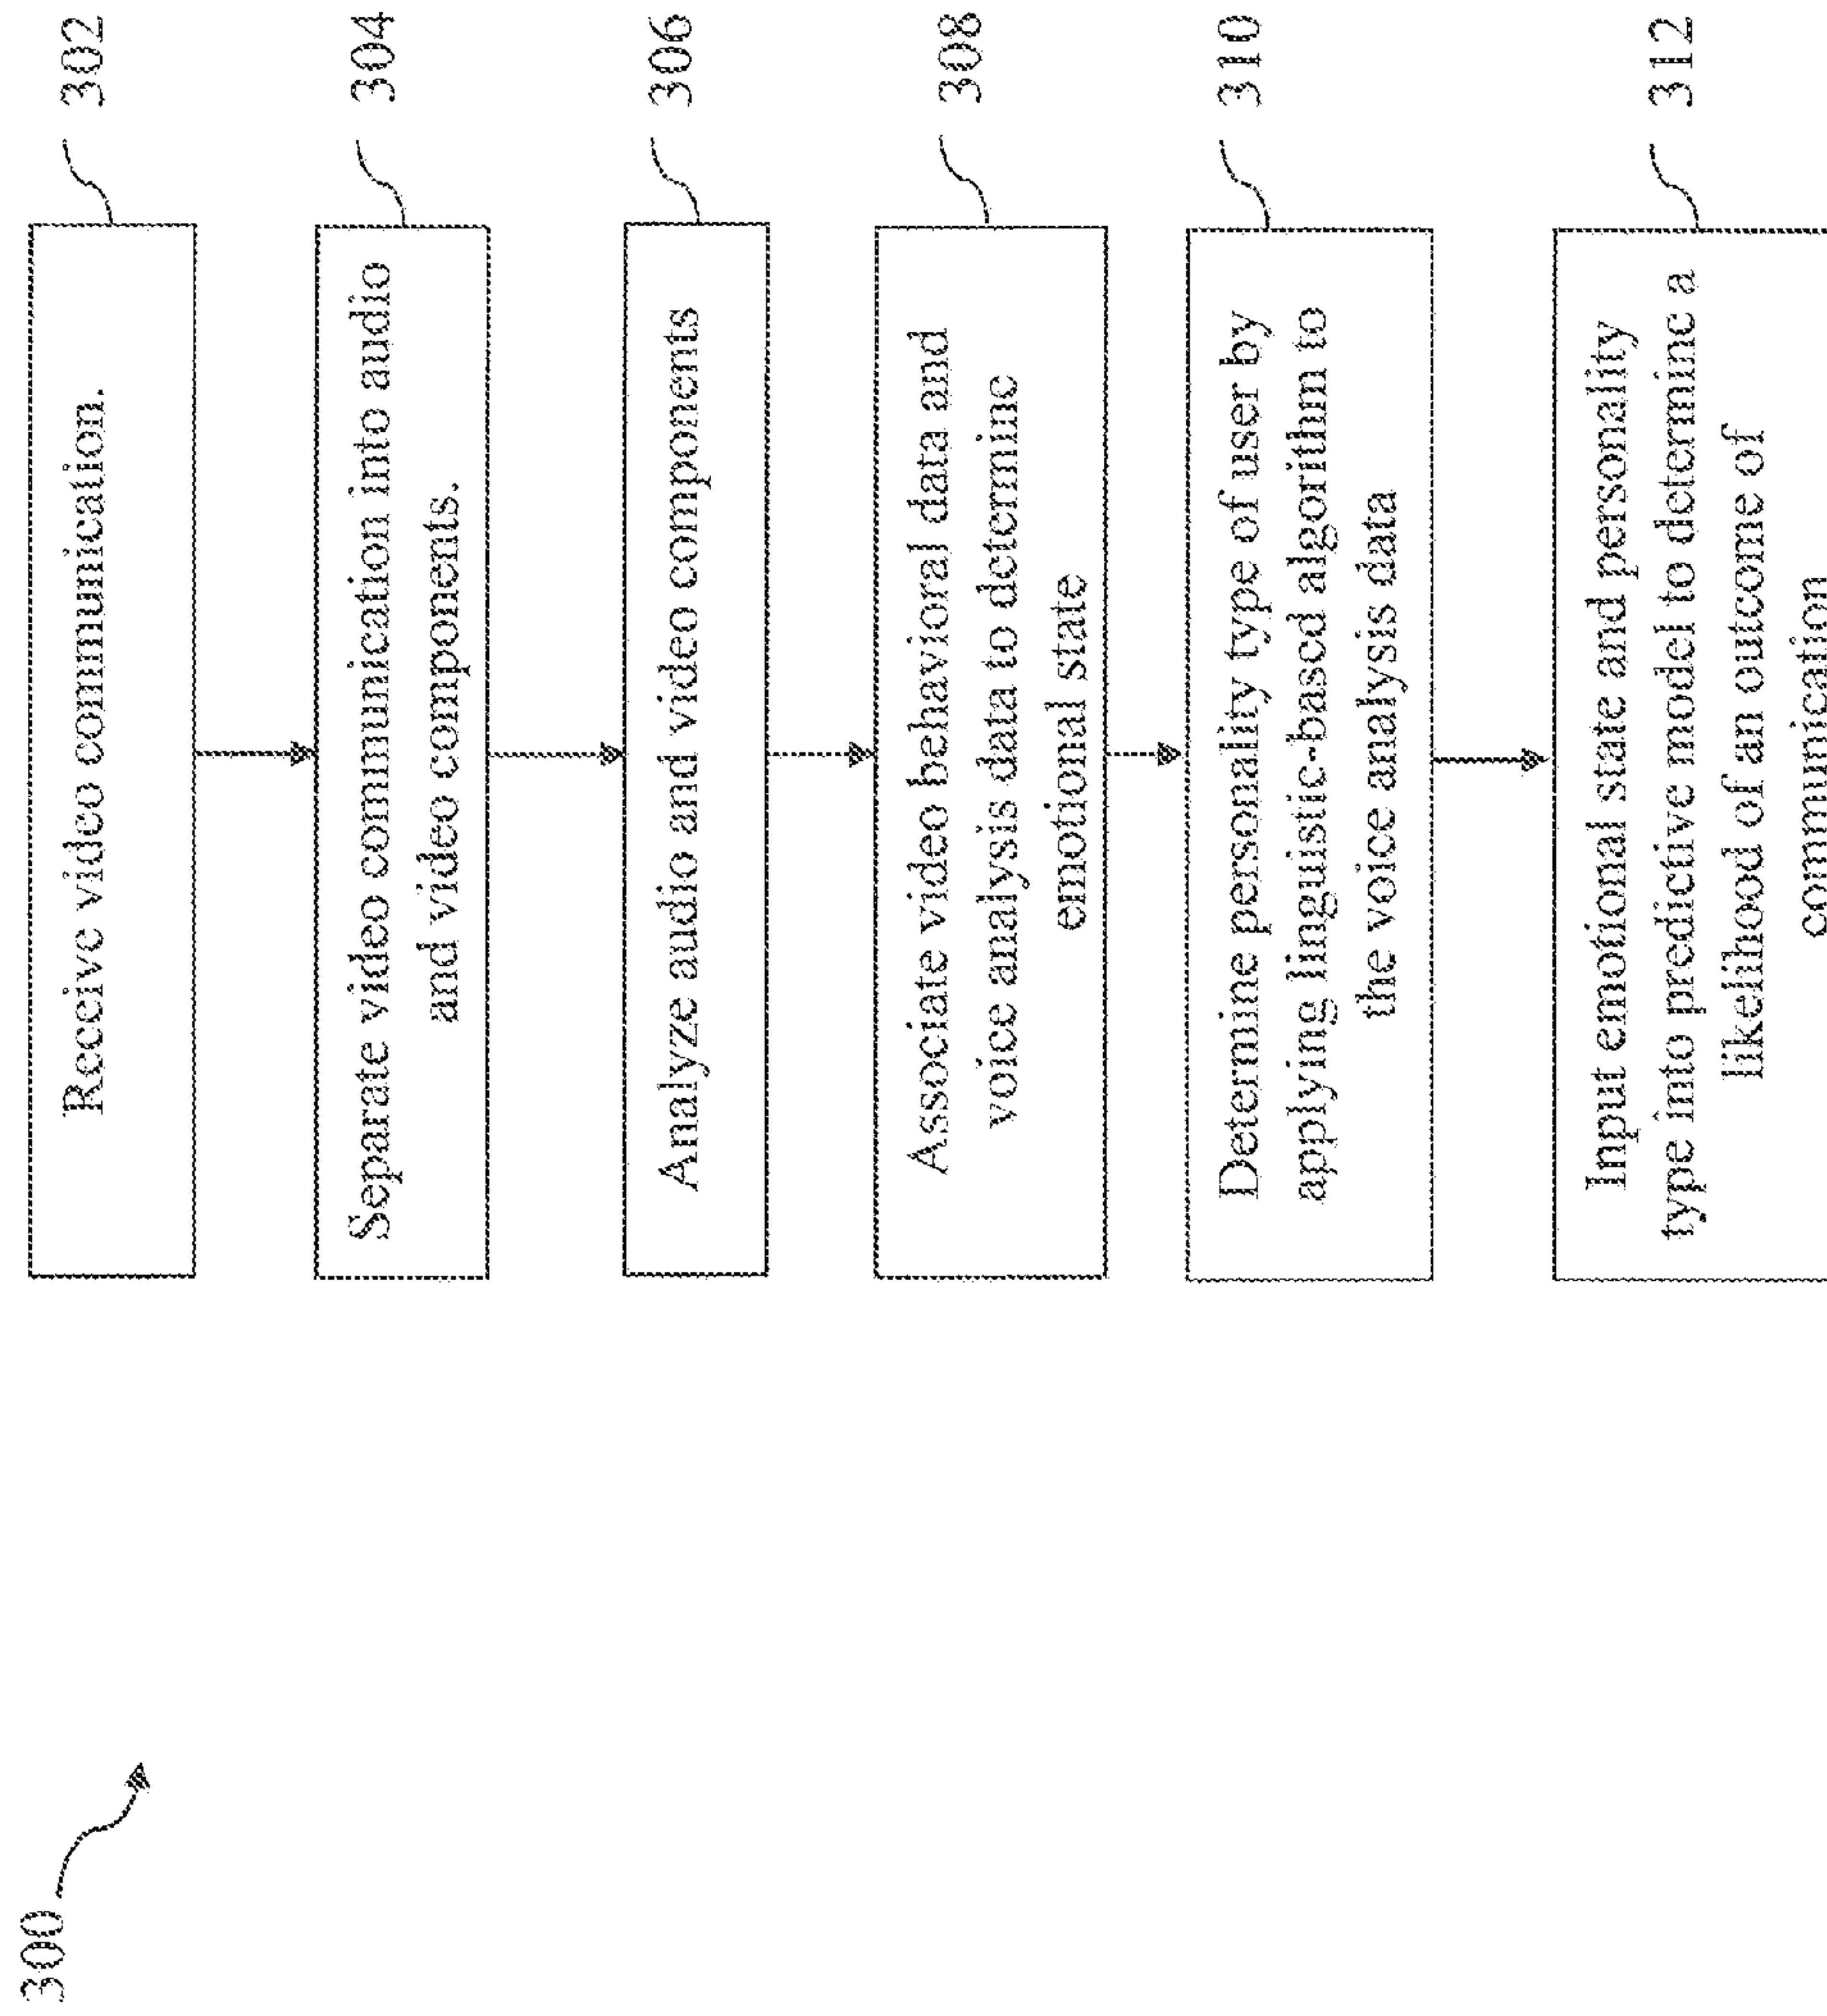 300
Receive video communication.
302
Separate video communication into audio
and video components.
304
Analyze audio and video components
306
Associate video behavioral data and
voice analysis data to determine
emotional state
308
Determine personality type of user by
applying linguistic-based algorithm to
the voice analysis data
310
Input emotional state and personality
type into predictive model to determine a
likelihood of an outcome of
communication
312